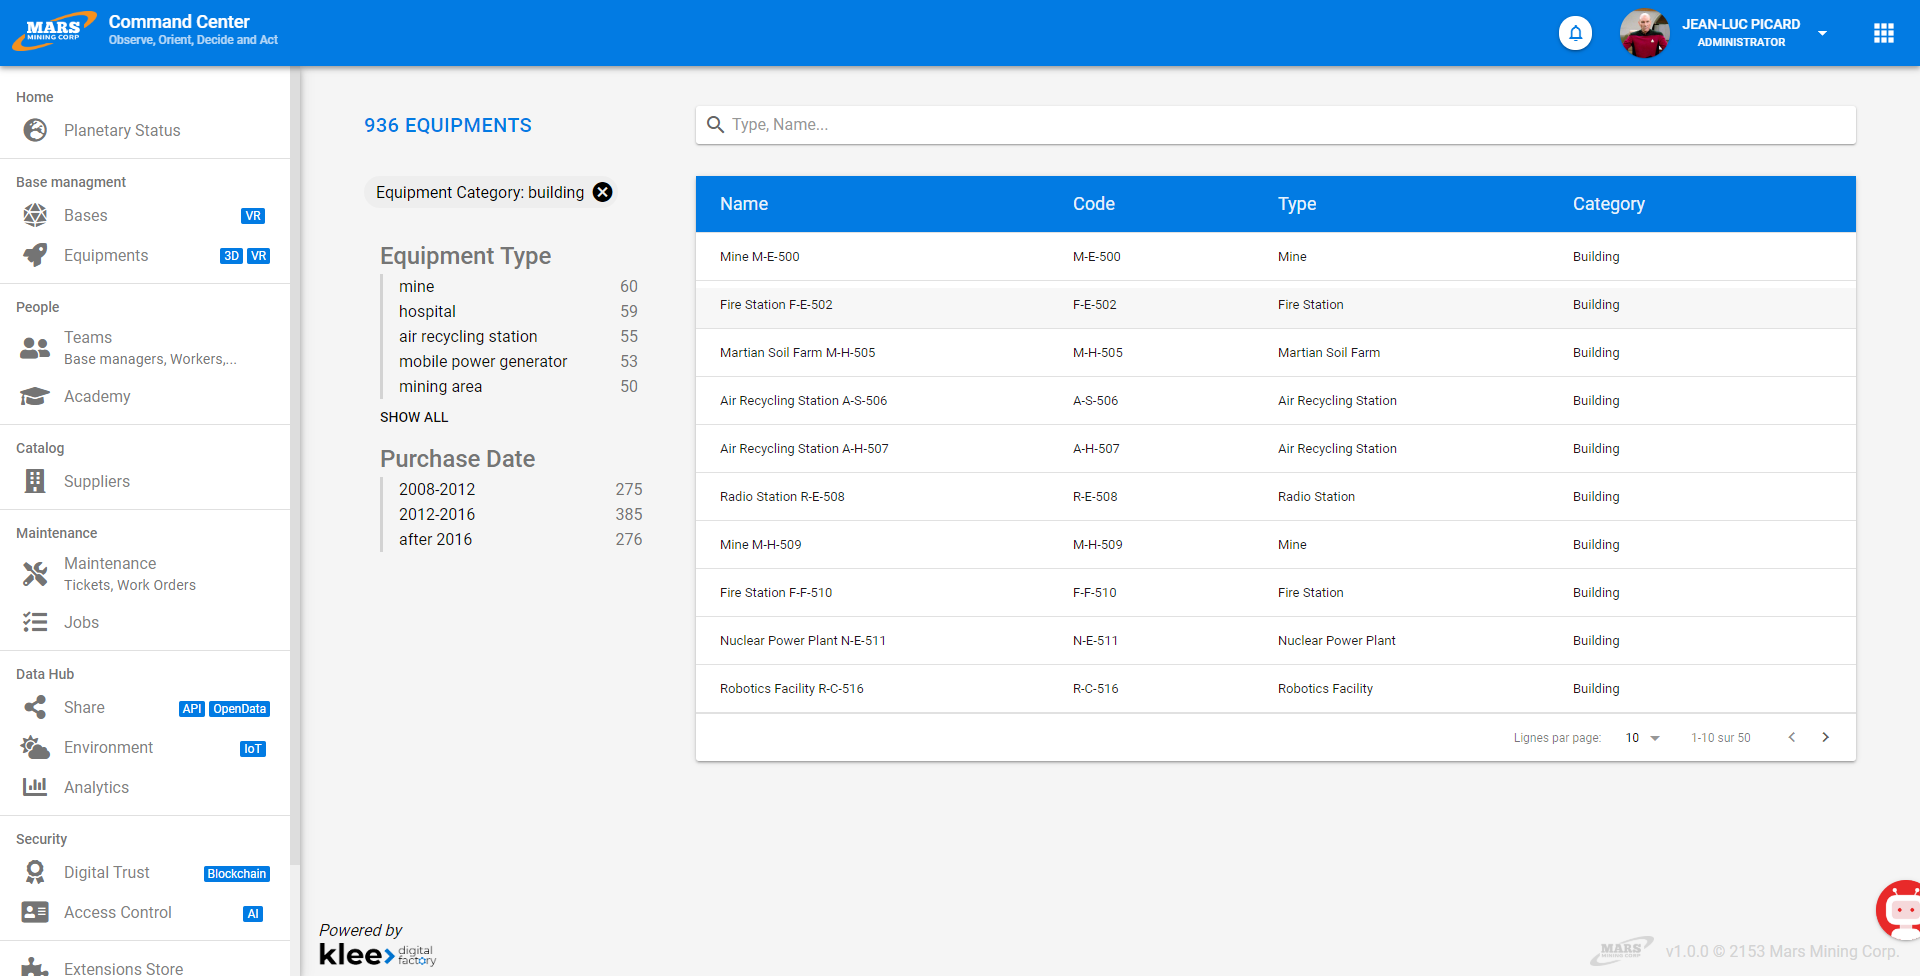 MARS
MINING CORP
Command Center
Observe, Orient, Decide and Act
JEAN-LUC PICARD
ADMINISTRATOR
Home
Planetary Status
Base managment
Bases VR
Equipments 3D VR
People
Teams
Base managers, Workers,...
Academy
Catalog
Suppliers
Maintenance
Maintenance
Tickets, Work Orders
Jobs
Data Hub
Share API OpenData
Environment IoT
Analytics
Security
Digital Trust Blockchain
Access Control AI
Extensions Store
936 EQUIPMENTS
Type, Name...
Equipment Category: building
Equipment Type
mine 60
hospital 59
air recycling station 55
mobile power generator 53
mining area 50
SHOW ALL
Purchase Date
2008-2012 275
2012-2016 385
after 2016 276
Name Code Type Category
Mine M-E-500 M-E-500 Mine Building
Fire Station F-E-502 F-E-502 Fire Station Building
Martian Soil Farm M-H-505 M-H-505 Martian Soil Farm Building
Air Recycling Station A-S-506 A-S-506 Air Recycling Station Building
Air Recycling Station A-H-507 A-H-507 Air Recycling Station Building
Radio Station R-E-508 R-E-508 Radio Station Building
Mine M-H-509 M-H-509 Mine Building
Fire Station F-F-510 F-F-510 Fire Station Building
Nuclear Power Plant N-E-511 N-E-511 Nuclear Power Plant Building
Robotics Facility R-C-516 R-C-516 Robotics Facility Building
Lignes par page: 10 1-10 sur 50
Powered by
klee digital factory
MARS
MINING CORP
v1.0.0 © 2153 Mars Mining Corp.